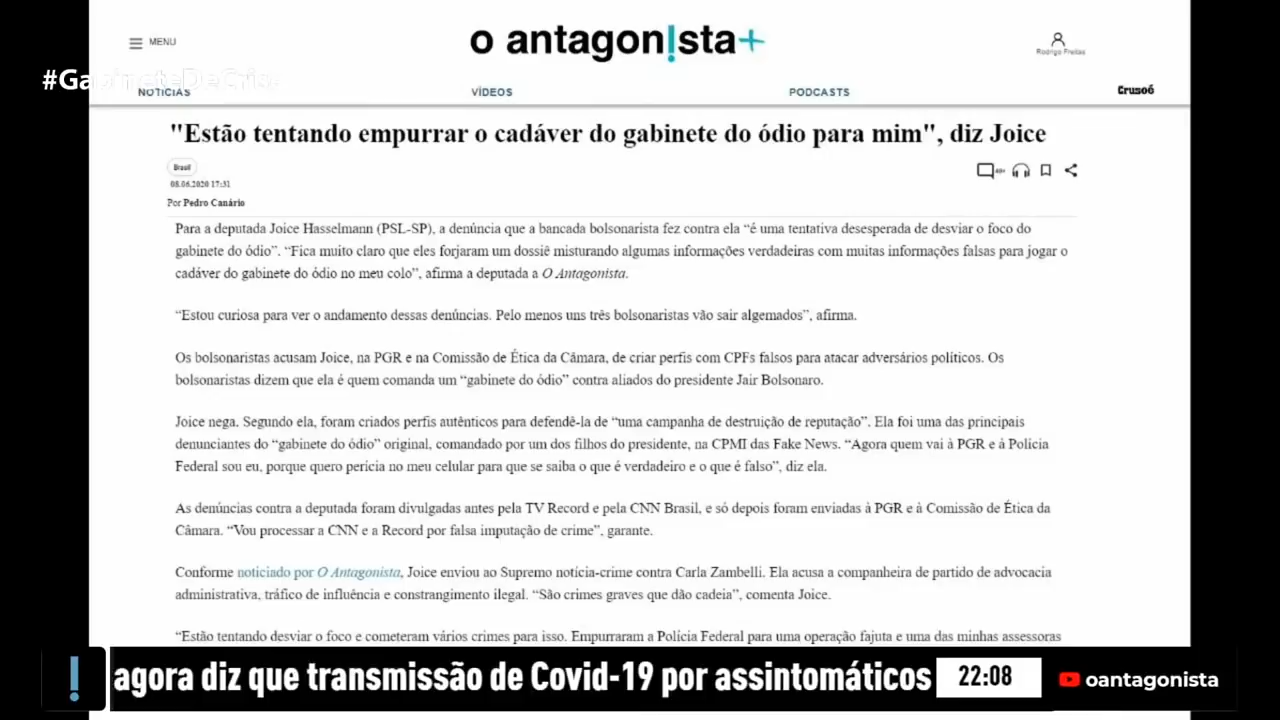 MENU
o antagon!sta+
Rodrigo Freitas
#GabineteDeCrise
NOTÍCIAS
VÍDEOS
PODCASTS
Crusoé
"Estão tentando empurrar o cadáver do gabinete do ódio para mim", diz Joice
Brasil
08.06.2020 17:31
Por Pedro Canário
Para a deputada Joice Hasselmann (PSL-SP), a denúncia que a bancada bolsonarista fez contra ela “é uma tentativa desesperada de desviar o foco do
gabinete do ódio”. “Fica muito claro que eles forjaram um dossiê misturando algumas informações verdadeiras com muitas informações falsas para jogar o
cadáver do gabinete do ódio no meu colo”, afirma a deputada a O Antagonista.
“Estou curiosa para ver o andamento dessas denúncias. Pelo menos uns três bolsonaristas vão sair algemados”, afirma.
Os bolsonaristas acusam Joice, na PGR e na Comissão de Ética da Câmara, de criar perfis com CPFs falsos para atacar adversários políticos. Os
bolsonaristas dizem que ela é quem comanda um “gabinete do ódio” contra aliados do presidente Jair Bolsonaro.
Joice nega. Segundo ela, foram criados perfis autênticos para defendê-la de “uma campanha de destruição de reputação”. Ela foi uma das principais
denunciantes do “gabinete do ódio” original, comandado por um dos filhos do presidente, na CPMI das Fake News. “Agora quem vai à PGR e à Polícia
Federal sou eu, porque quero perícia no meu celular para que se saiba o que é verdadeiro e o que é falso”, diz ela.
As denúncias contra a deputada foram divulgadas antes pela TV Record e pela CNN Brasil, e só depois foram enviadas à PGR e à Comissão de Ética da
Câmara. “Vou processar a CNN e a Record por falsa imputação de crime”, garante.
Conforme noticiado por O Antagonista, Joice enviou ao Supremo notícia-crime contra Carla Zambelli. Ela acusa a companheira de partido de advocacia
administrativa, tráfico de influência e constrangimento ilegal. “São crimes graves que dão cadeia”, comenta Joice.
“Estão tentando desviar o foco e cometeram vários crimes para isso. Empurraram a Polícia Federal para uma operação fajuta e uma das minhas assessoras
agora diz que transmissão de Covid-19 por assintomáticos
22:08
oantagonista